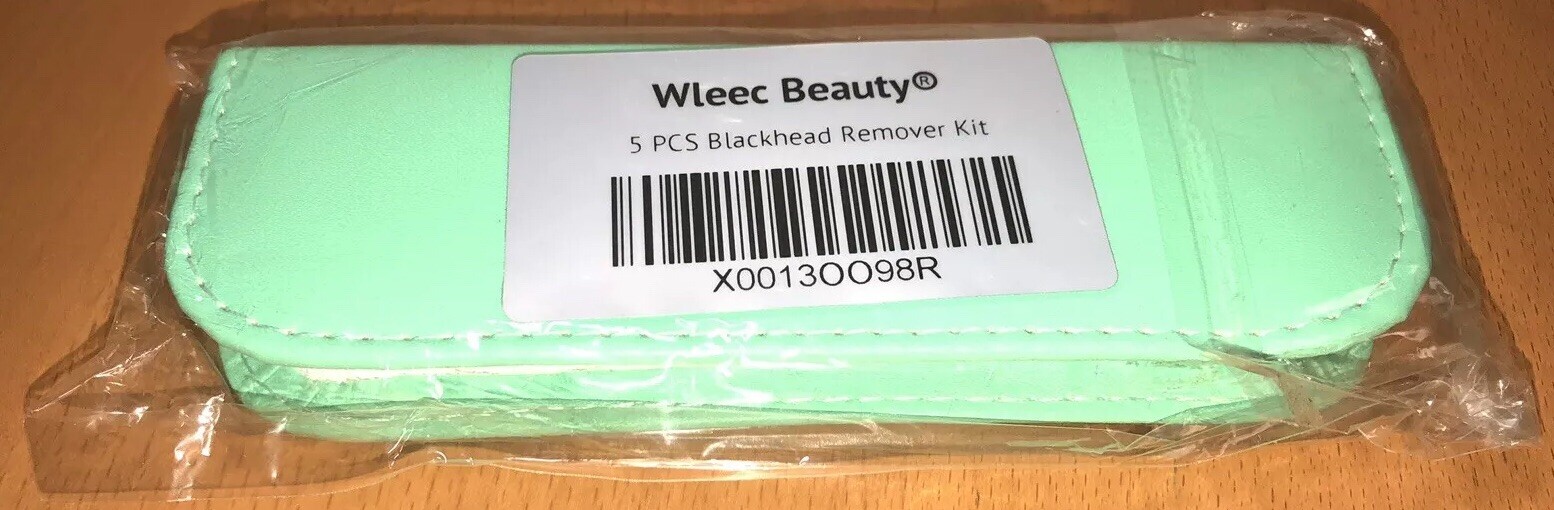 Wleec Beauty®
5 PCS Blackhead Remover Kit
X0013OO98R